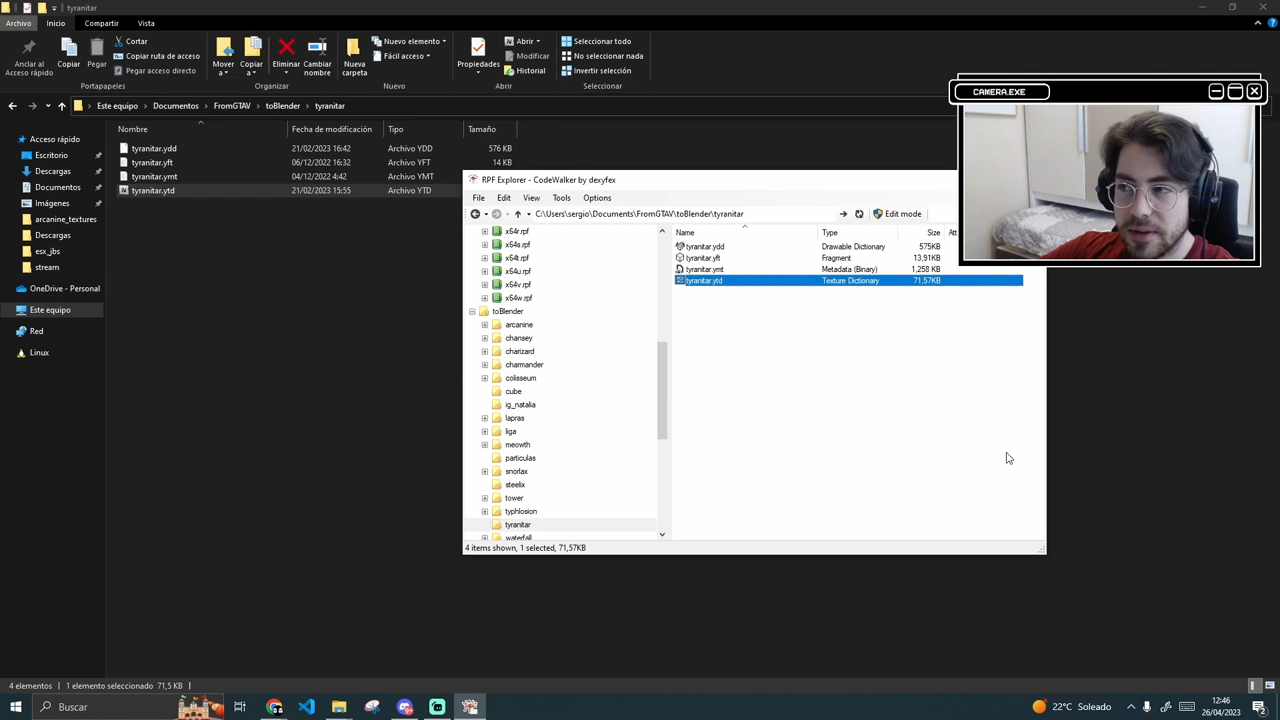 tyranitar
Archivo
Inicio
Compartir
Vista
Anclar al
Acceso rápido
Copiar
Pegar
Cortar
Copiar ruta de acceso
Pegar acceso directo
Portapapeles
Mover
a
Copiar
a
Eliminar
Cambiar
nombre
Organizar
Nueva
carpeta
Nuevo elemento
Fácil acceso
Nuevo
Propiedades
Abrir
Modificar
Historial
Abrir
Seleccionar todo
No seleccionar nada
Invertir selección
Seleccionar
Este equipo > Documentos > FromGTAV > toBlender > tyranitar
Acceso rápido
Escritorio
Descargas
Documentos
Imágenes
arcanine_textures
Descargas
esx_jbs
stream
OneDrive - Personal
Este equipo
Red
Linux
Nombre Fecha de modificación Tipo Tamaño
tyranitar.ydd 21/02/2023 16:42 Archivo YDD 576 KB
tyranitar.yft 06/12/2022 16:32 Archivo YFT 14 KB
tyranitar.ymt 04/12/2022 4:42 Archivo YMT
tyranitar.ytd 21/02/2023 15:55 Archivo YTD
CAMERA.EXE
RPF Explorer - CodeWalker by dexyfex
File Edit View Tools Options
C:\Users\sergio\Documents\FromGTAV\toBlender\tyranitar
Edit mode
x64r.rpf
x64s.rpf
x64t.rpf
x64u.rpf
x64v.rpf
x64w.rpf
toBlender
arcanine
chansey
charizard
charmander
colisseum
cube
ig_natalia
lapras
liga
meowth
particulas
snorlax
steelix
tower
typhlosion
tyranitar
waterfall
Name Type Size Att
tyranitar.ydd Drawable Dictionary 575KB
tyranitar.yft Fragment 13,91KB
tyranitar.ymt Metadata (Binary) 1,258 KB
tyranitar.ytd Texture Dictionary 71,57KB
4 items shown, 1 selected, 71,57KB
4 elementos 1 elemento seleccionado 71,5 KB
Buscar
22°C Soleado
12:46
26/04/2023
2